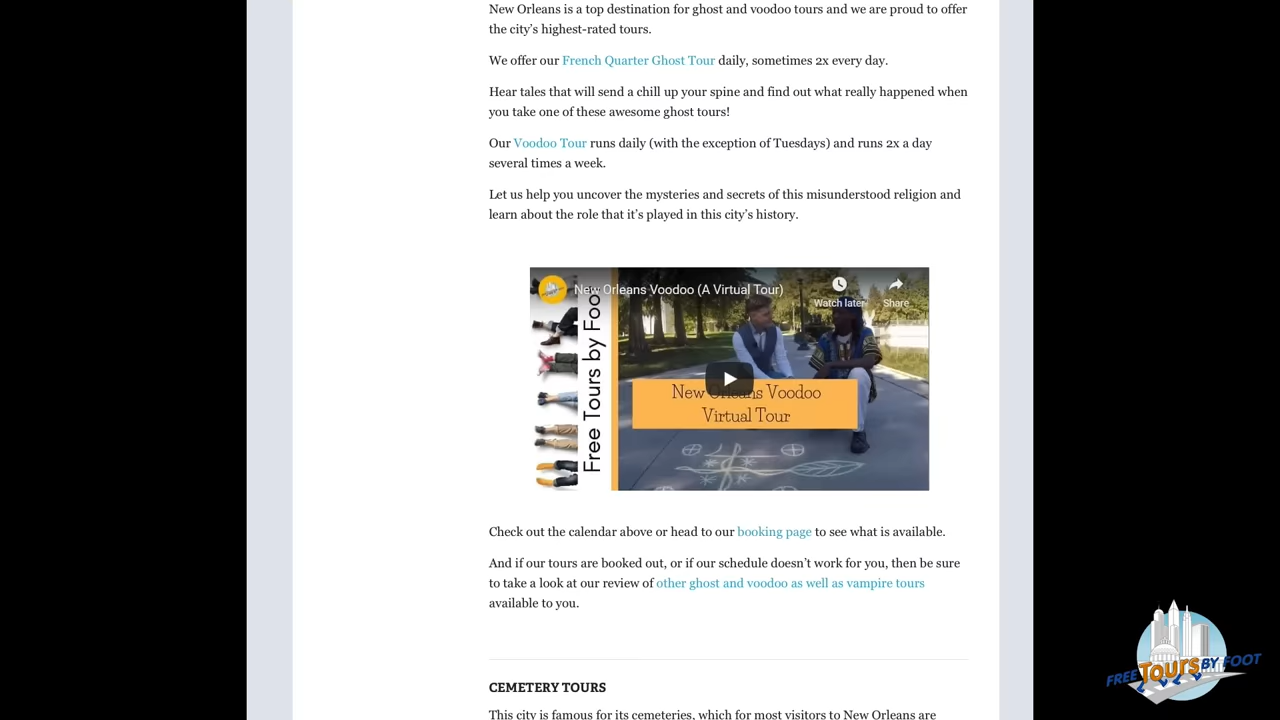 New Orleans is a top destination for ghost and voodoo tours and we are proud to offer
the city’s highest-rated tours.
We offer our French Quarter Ghost Tour daily, sometimes 2x every day.
Hear tales that will send a chill up your spine and find out what really happened when
you take one of these awesome ghost tours!
Our Voodoo Tour runs daily (with the exception of Tuesdays) and runs 2x a day
several times a week.
Let us help you uncover the mysteries and secrets of this misunderstood religion and
learn about the role that it’s played in this city’s history.
New Orleans Voodoo (A Virtual Tour)
Watch later
Share
Free Tours by Foo
New Orleans Voodoo
Virtual Tour
Check out the calendar above or head to our booking page to see what is available.
And if our tours are booked out, or if our schedule doesn’t work for you, then be sure
to take a look at our review of other ghost and voodoo as well as vampire tours
available to you.
CEMETERY TOURS
This city is famous for its cemeteries, which for most visitors to New Orleans are
FREE TOURS BY FOOT